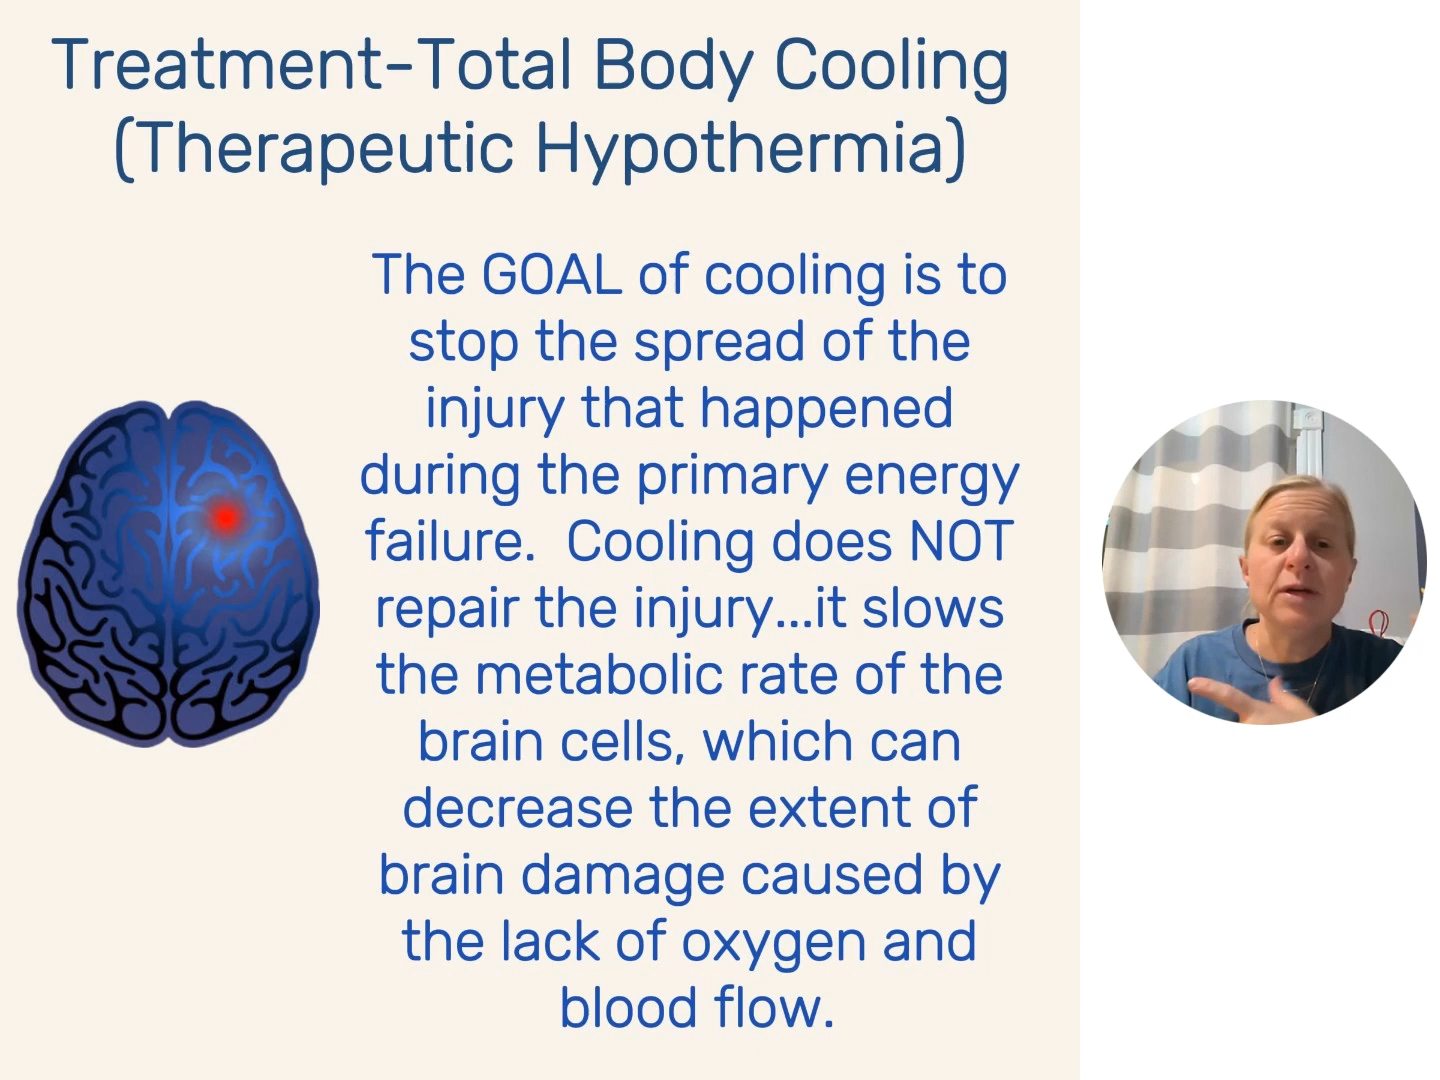 Treatment-Total Body Cooling
(Therapeutic Hypothermia)
The GOAL of cooling is to
stop the spread of the
injury that happened
during the primary energy
failure.  Cooling does NOT
repair the injury...it slows
the metabolic rate of the
brain cells, which can
decrease the extent of
brain damage caused by
the lack of oxygen and
blood flow.